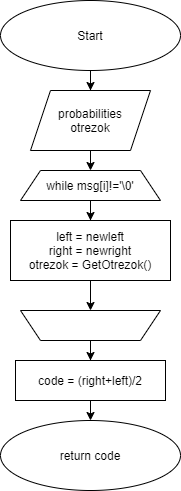 Start
probabilities
otrezok
while msg[i]!='\0'
left = newleft
right = newright
otrezok = GetOtrezok()
code = (right+left)/2
return code